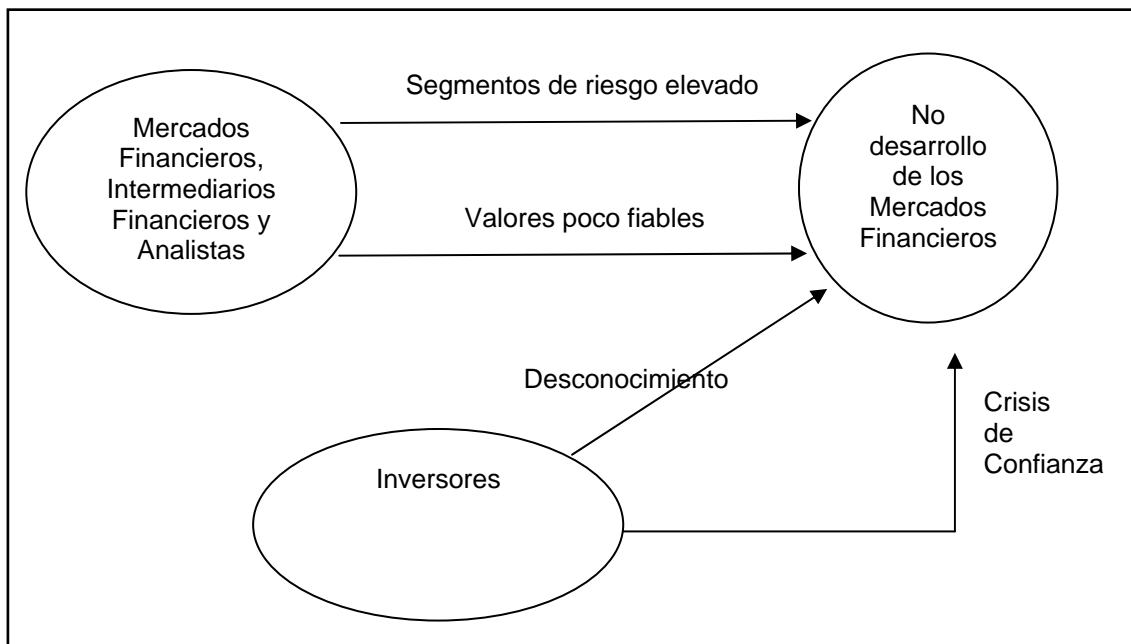 Segmentos de riesgo elevado
Mercados
Financieros,
Intermediarios
Financieros y
Analistas
No
desarrollo
de los
Mercados
Financieros
Valores poco fiables
Desconocimiento
Crisis
de
Confianza
Inversores